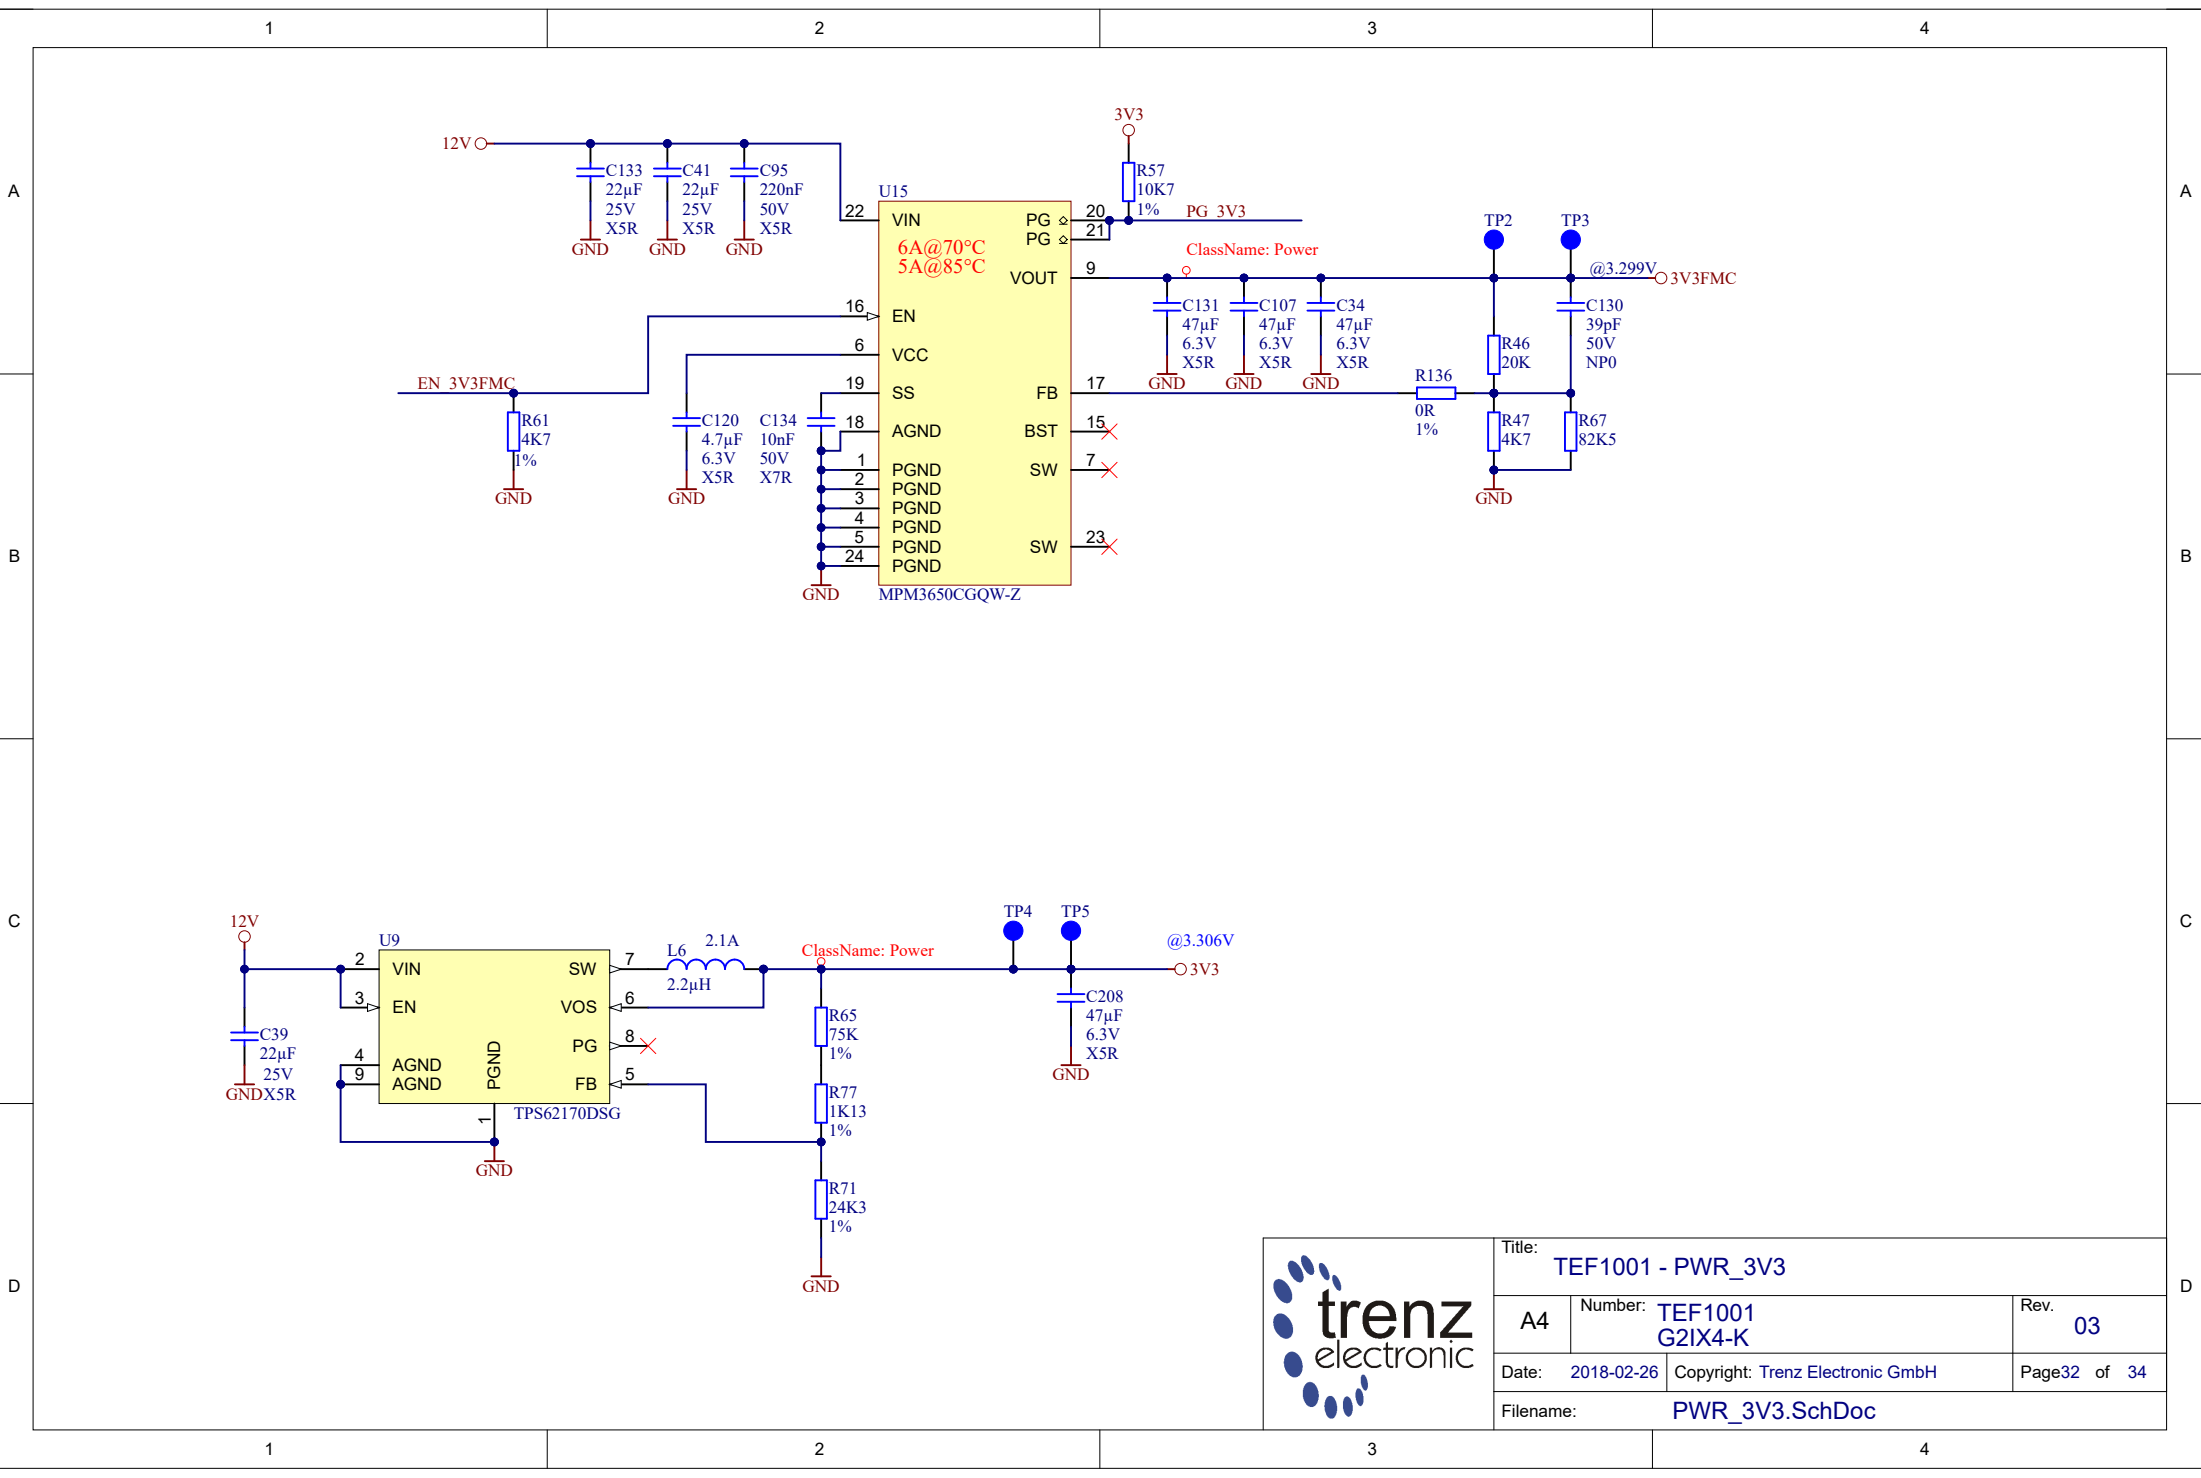 1
2
3
4
A
A
B
B
C
C
D
D
12V
C133
22µF
25V
X5R
GND
C41
22µF
25V
X5R
GND
C95
220nF
50V
X5R
GND
U15
6A@70°C
5A@85°C
22 VIN
16 EN
6 VCC
19 SS
18 AGND
1 PGND
2 PGND
3 PGND
4 PGND
5 PGND
24 PGND
PG 20
PG 21
VOUT 9
FB 17
BST 15
SW 7
SW 23
MPM3650CGQW-Z
3V3
R57
10K7
1%
PG_3V3
ClassName: Power
C131
47µF
6.3V
X5R
GND
C107
47µF
6.3V
X5R
GND
C34
47µF
6.3V
X5R
GND
TP2
TP3
@3.299V
3V3FMC
C130
39pF
50V
NP0
R46
20K
R136
0R
1%
R47
4K7
R67
82K5
GND
EN_3V3FMC
R61
4K7
1%
GND
C120
4.7µF
6.3V
X5R
GND
C134
10nF
50V
X7R
GND
12V
C39
22µF
25V
X5R
GND
U9
2 VIN
3 EN
4 AGND
9 AGND
PGND
1
SW 7
VOS 6
PG 8
FB 5
TPS62170DSG
GND
L6
2.1A
2.2µH
ClassName: Power
R65
75K
1%
R77
1K13
1%
R71
24K3
1%
GND
TP4
TP5
@3.306V
3V3
C208
47µF
6.3V
X5R
GND
trenz
electronic
Title:
TEF1001 - PWR_3V3
A4
Number: TEF1001
G2IX4-K
Rev.
03
Date: 2018-02-26
Copyright: Trenz Electronic GmbH
Page32 of 34
Filename: PWR_3V3.SchDoc
1
2
3
4